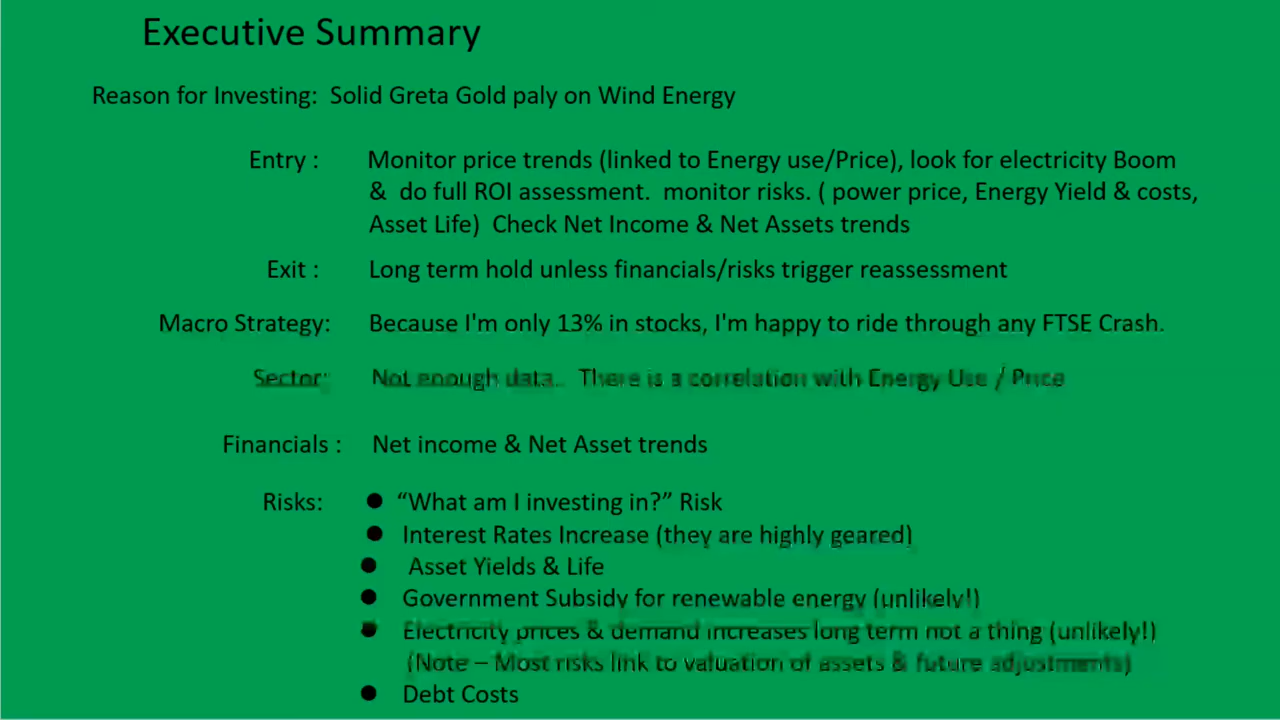 Executive Summary
Reason for Investing: Solid Greta Gold paly on Wind Energy
Entry : Monitor price trends (linked to Energy use/Price), look for electricity Boom
& do full ROI assessment. monitor risks. ( power price, Energy Yield & costs,
Asset Life) Check Net Income & Net Assets trends
Exit : Long term hold unless financials/risks trigger reassessment
Macro Strategy: Because I'm only 13% in stocks, I'm happy to ride through any FTSE Crash.
Sector: Not enough data. There is a correlation with Energy Use / Price
Financials : Net income & Net Asset trends
Risks: ● “What am I investing in?” Risk
● Interest Rates Increase (they are highly geared)
● Asset Yields & Life
● Government Subsidy for renewable energy (unlikely!)
● Electricity prices & demand increases long term not a thing (unlikely!)
(Note – Most risks link to valuation of assets & future adjustments)
● Debt Costs